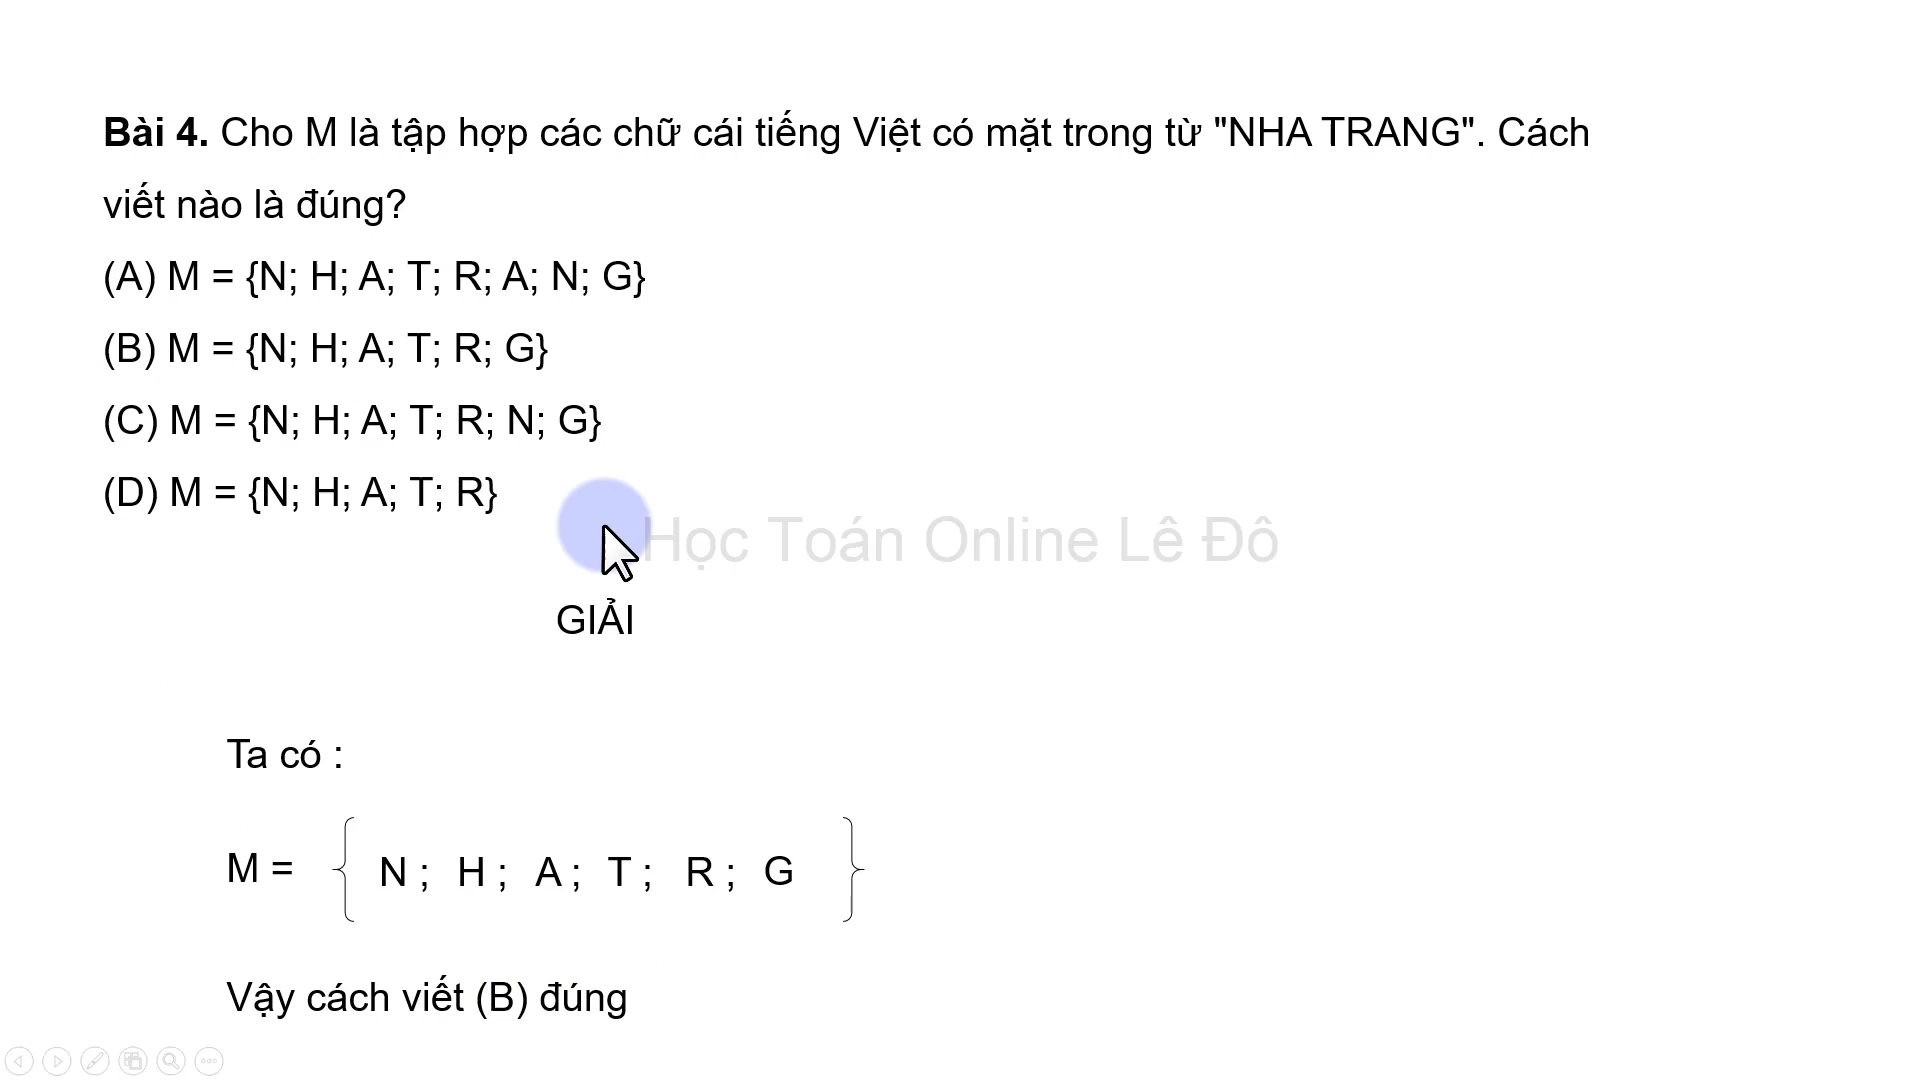 Bài 4. Cho M là tập hợp các chữ cái tiếng Việt có mặt trong từ "NHA TRANG". Cách
viết nào là đúng?
(A) M = {N; H; A; T; R; A; N; G}
(B) M = {N; H; A; T; R; G}
(C) M = {N; H; A; T; R; N; G}
(D) M = {N; H; A; T; R}
Học Toán Online Lê Đô
GIẢI
Ta có :
M = { N ; H ; A ; T ; R ; G }
Vậy cách viết (B) đúng